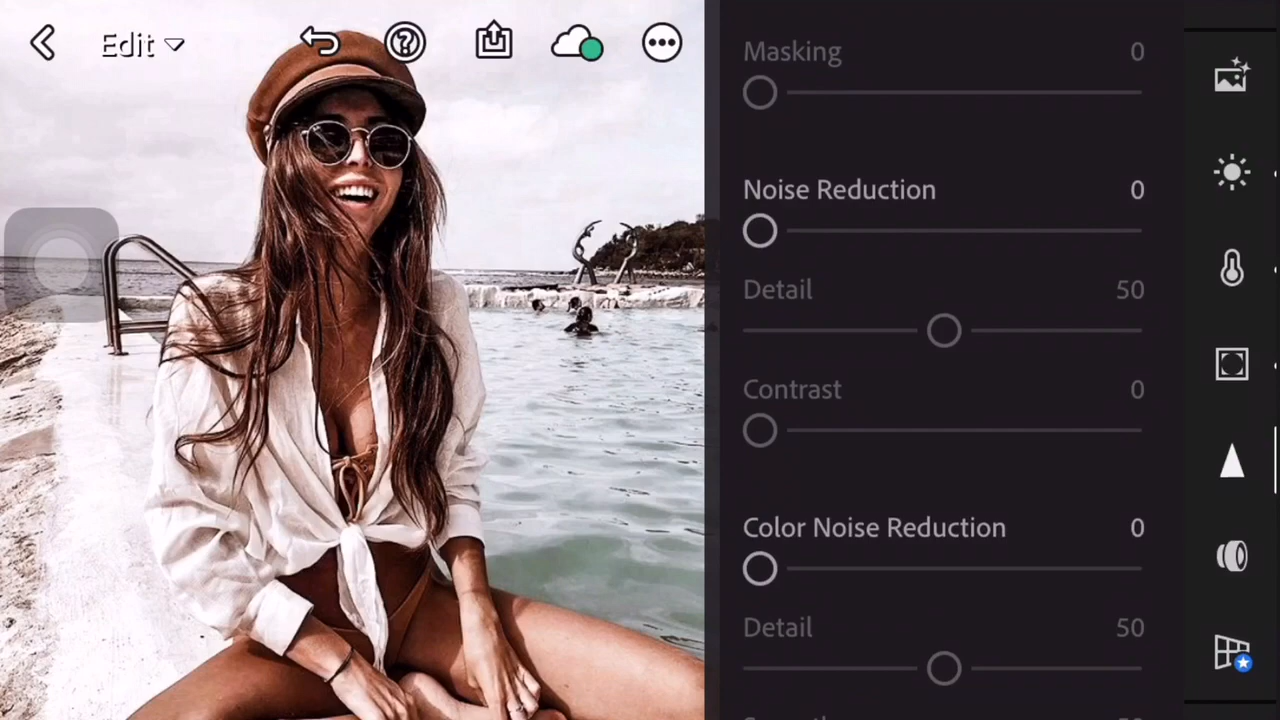 Edit
Masking 0
Noise Reduction 0
Detail 50
Contrast 0
Color Noise Reduction 0
Detail 50